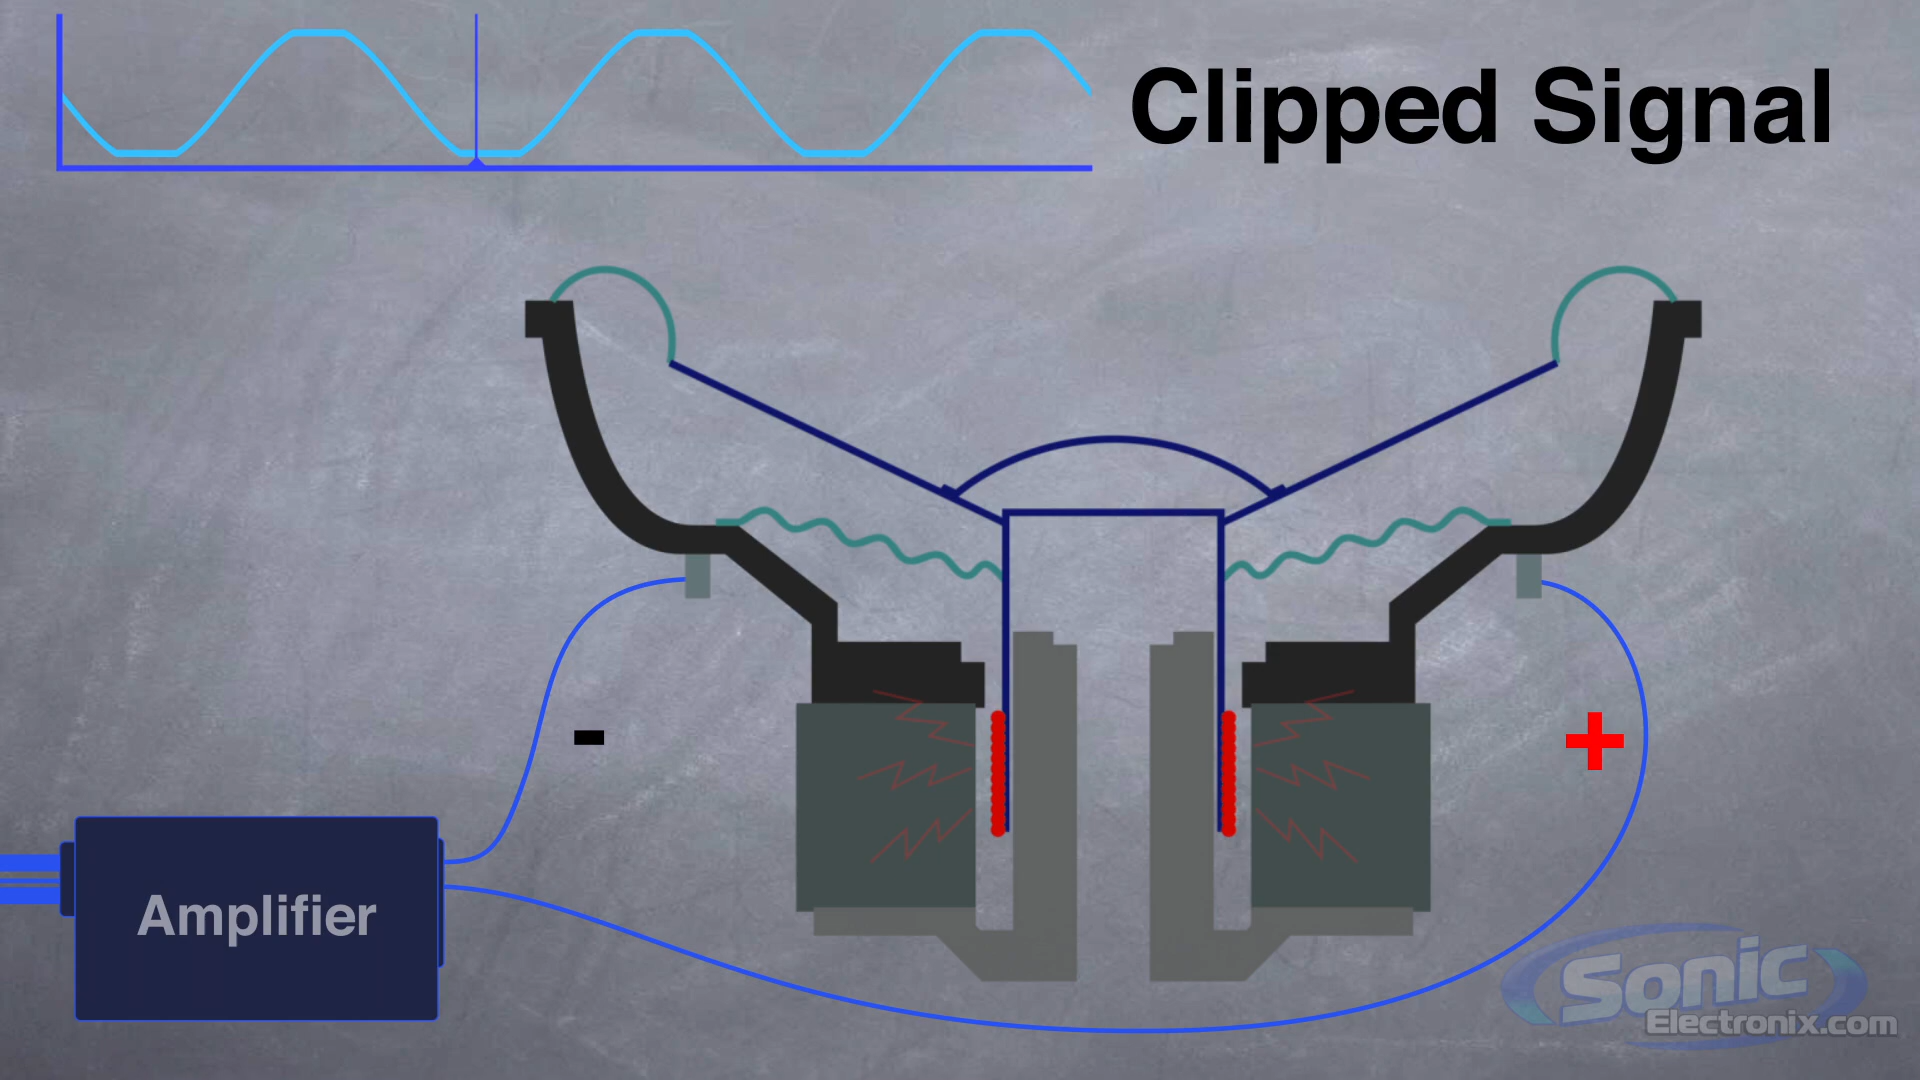 Clipped Signal
-
+
Amplifier
Sonic
Electronix.com